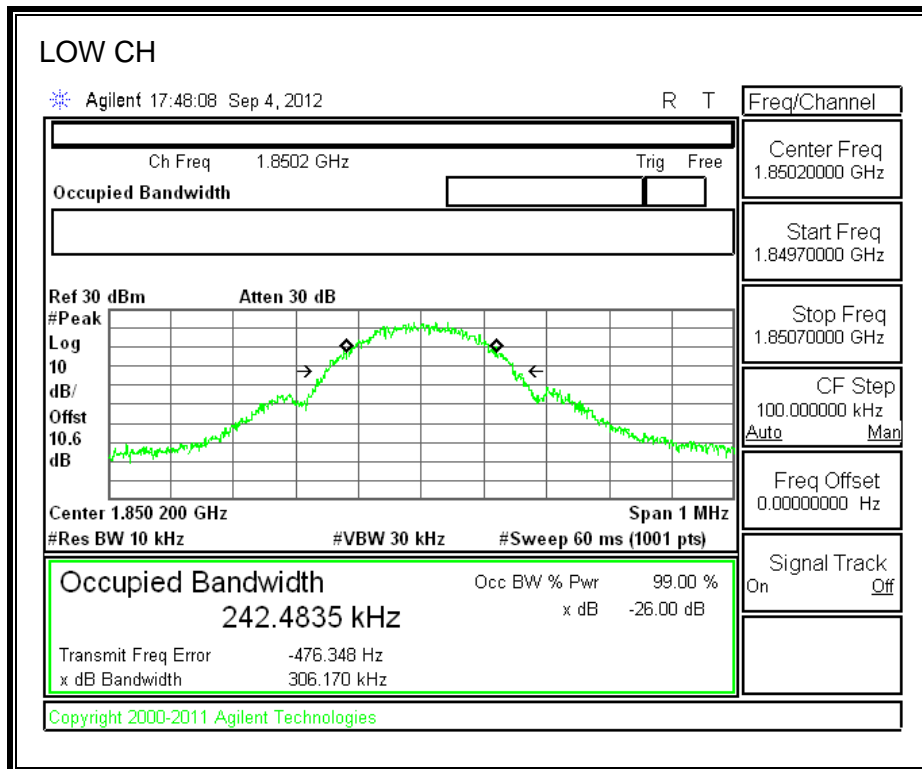 LOW CH
Agilent 17:48:08 Sep 4, 2012 R T
Ch Freq 1.8502 GHz Trig Free
Occupied Bandwidth
Ref 30 dBm Atten 30 dB
#Peak
Log
10
dB/
Offst
10.6
dB
Center 1.850 200 GHz Span 1 MHz
#Res BW 10 kHz #VBW 30 kHz #Sweep 60 ms (1001 pts)
Occupied Bandwidth
242.4835 kHz
Occ BW % Pwr 99.00 %
x dB -26.00 dB
Transmit Freq Error -476.348 Hz
x dB Bandwidth 306.170 kHz
Copyright 2000-2011 Agilent Technologies
Freq/Channel
Center Freq
1.85020000 GHz
Start Freq
1.84970000 GHz
Stop Freq
1.85070000 GHz
CF Step
100.000000 kHz
Auto Man
Freq Offset
0.00000000 Hz
Signal Track
On Off